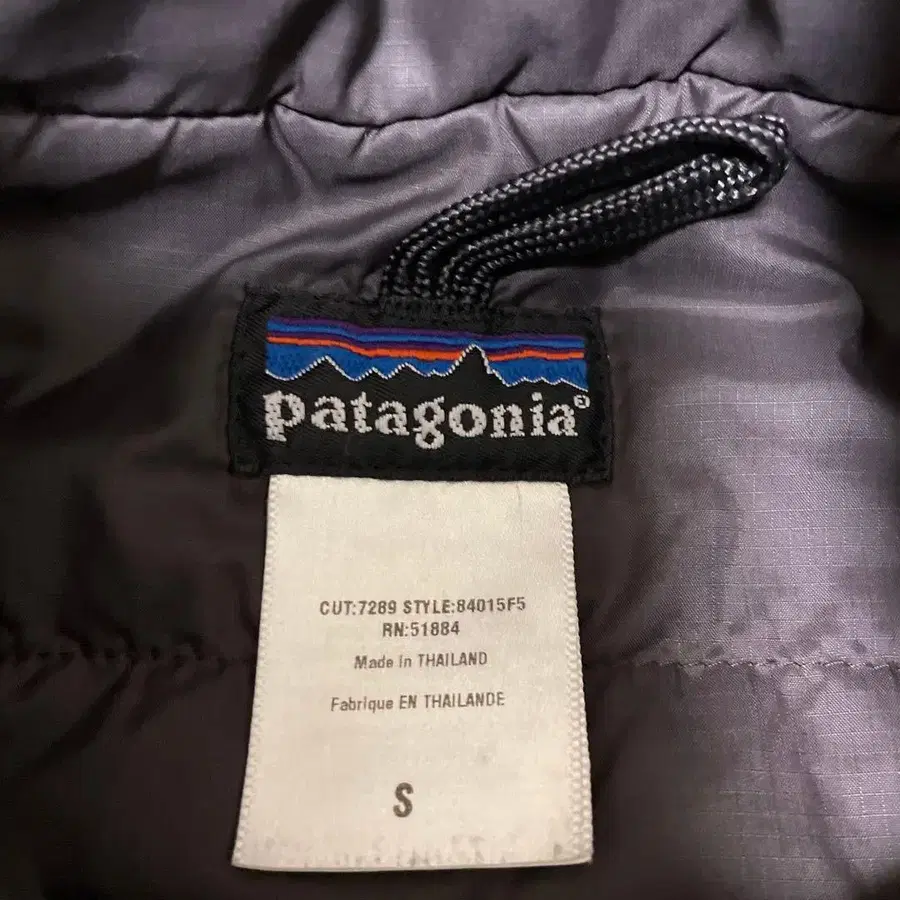 patagonia®
CUT:7289 STYLE:84015F5
RN:51884
Made in THAILAND
Fabrique EN THAILANDE
S